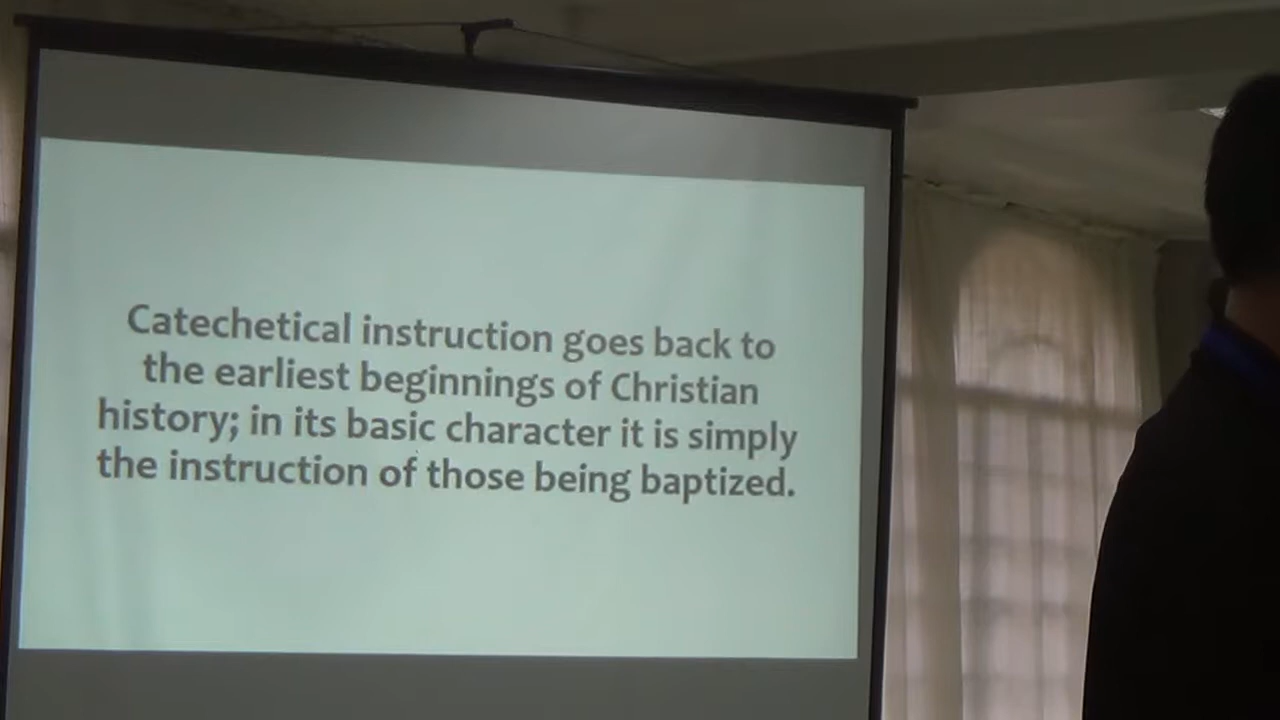 Catechetical instruction goes back to
the earliest beginnings of Christian
history; in its basic character it is simply
the instruction of those being baptized.